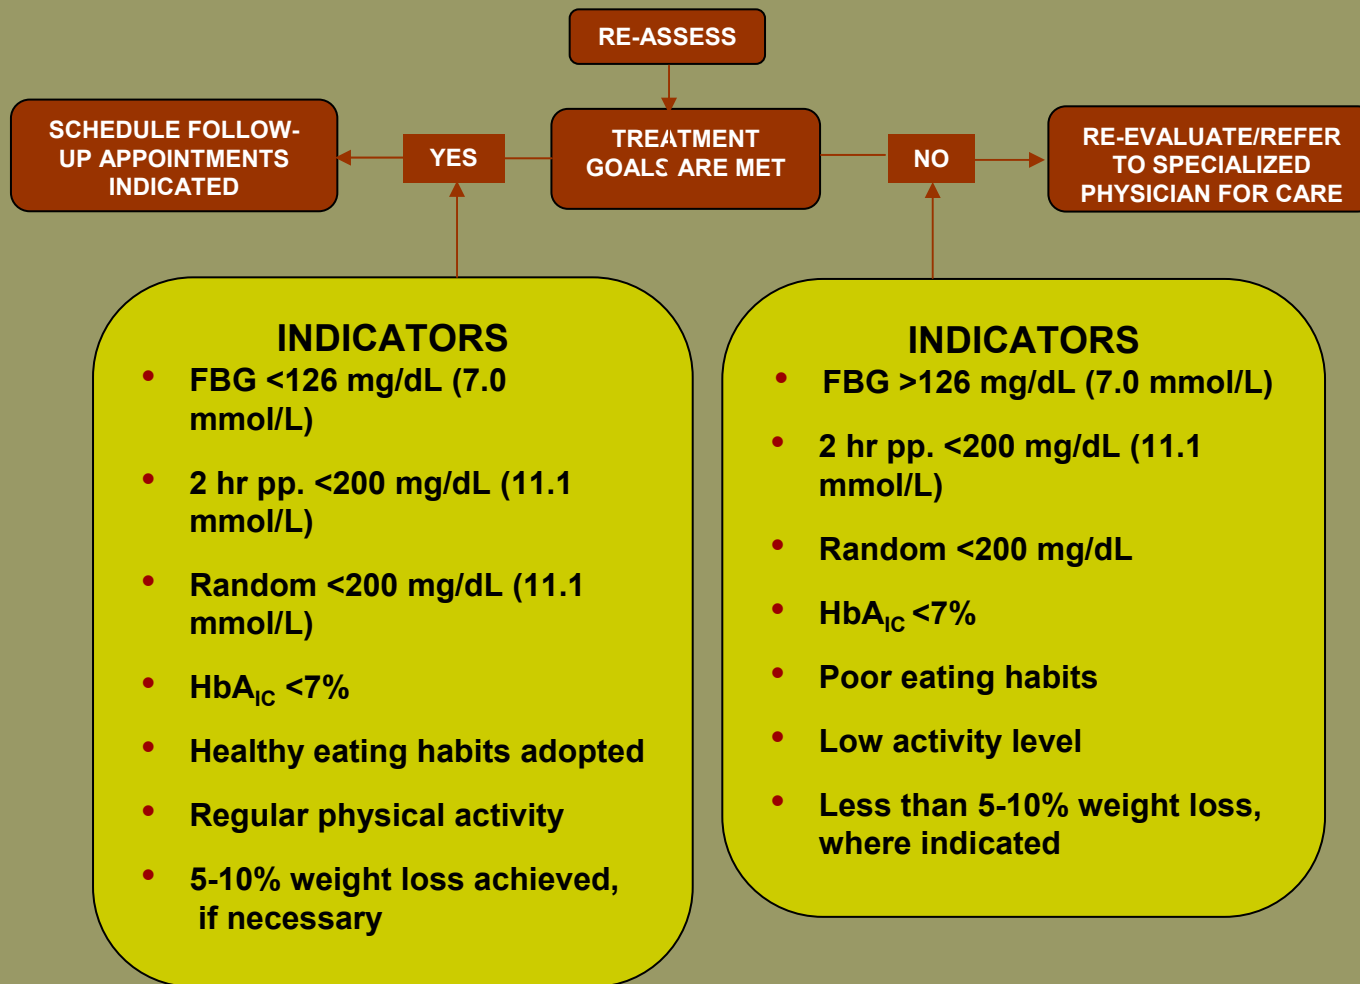 RE-ASSESS
SCHEDULE FOLLOW-
UP APPOINTMENTS
INDICATED
YES
TREATMENT
GOALS ARE MET
NO
RE-EVALUATE/REFER
TO SPECIALIZED
PHYSICIAN FOR CARE
INDICATORS
• FBG <126 mg/dL (7.0
mmol/L)
• 2 hr pp. <200 mg/dL (11.1
mmol/L)
• Random <200 mg/dL (11.1
mmol/L)
• HbA_IC <7%
• Healthy eating habits adopted
• Regular physical activity
• 5-10% weight loss achieved,
if necessary
INDICATORS
• FBG >126 mg/dL (7.0 mmol/L)
• 2 hr pp. <200 mg/dL (11.1
mmol/L)
• Random <200 mg/dL
• HbA_IC <7%
• Poor eating habits
• Low activity level
• Less than 5-10% weight loss,
where indicated